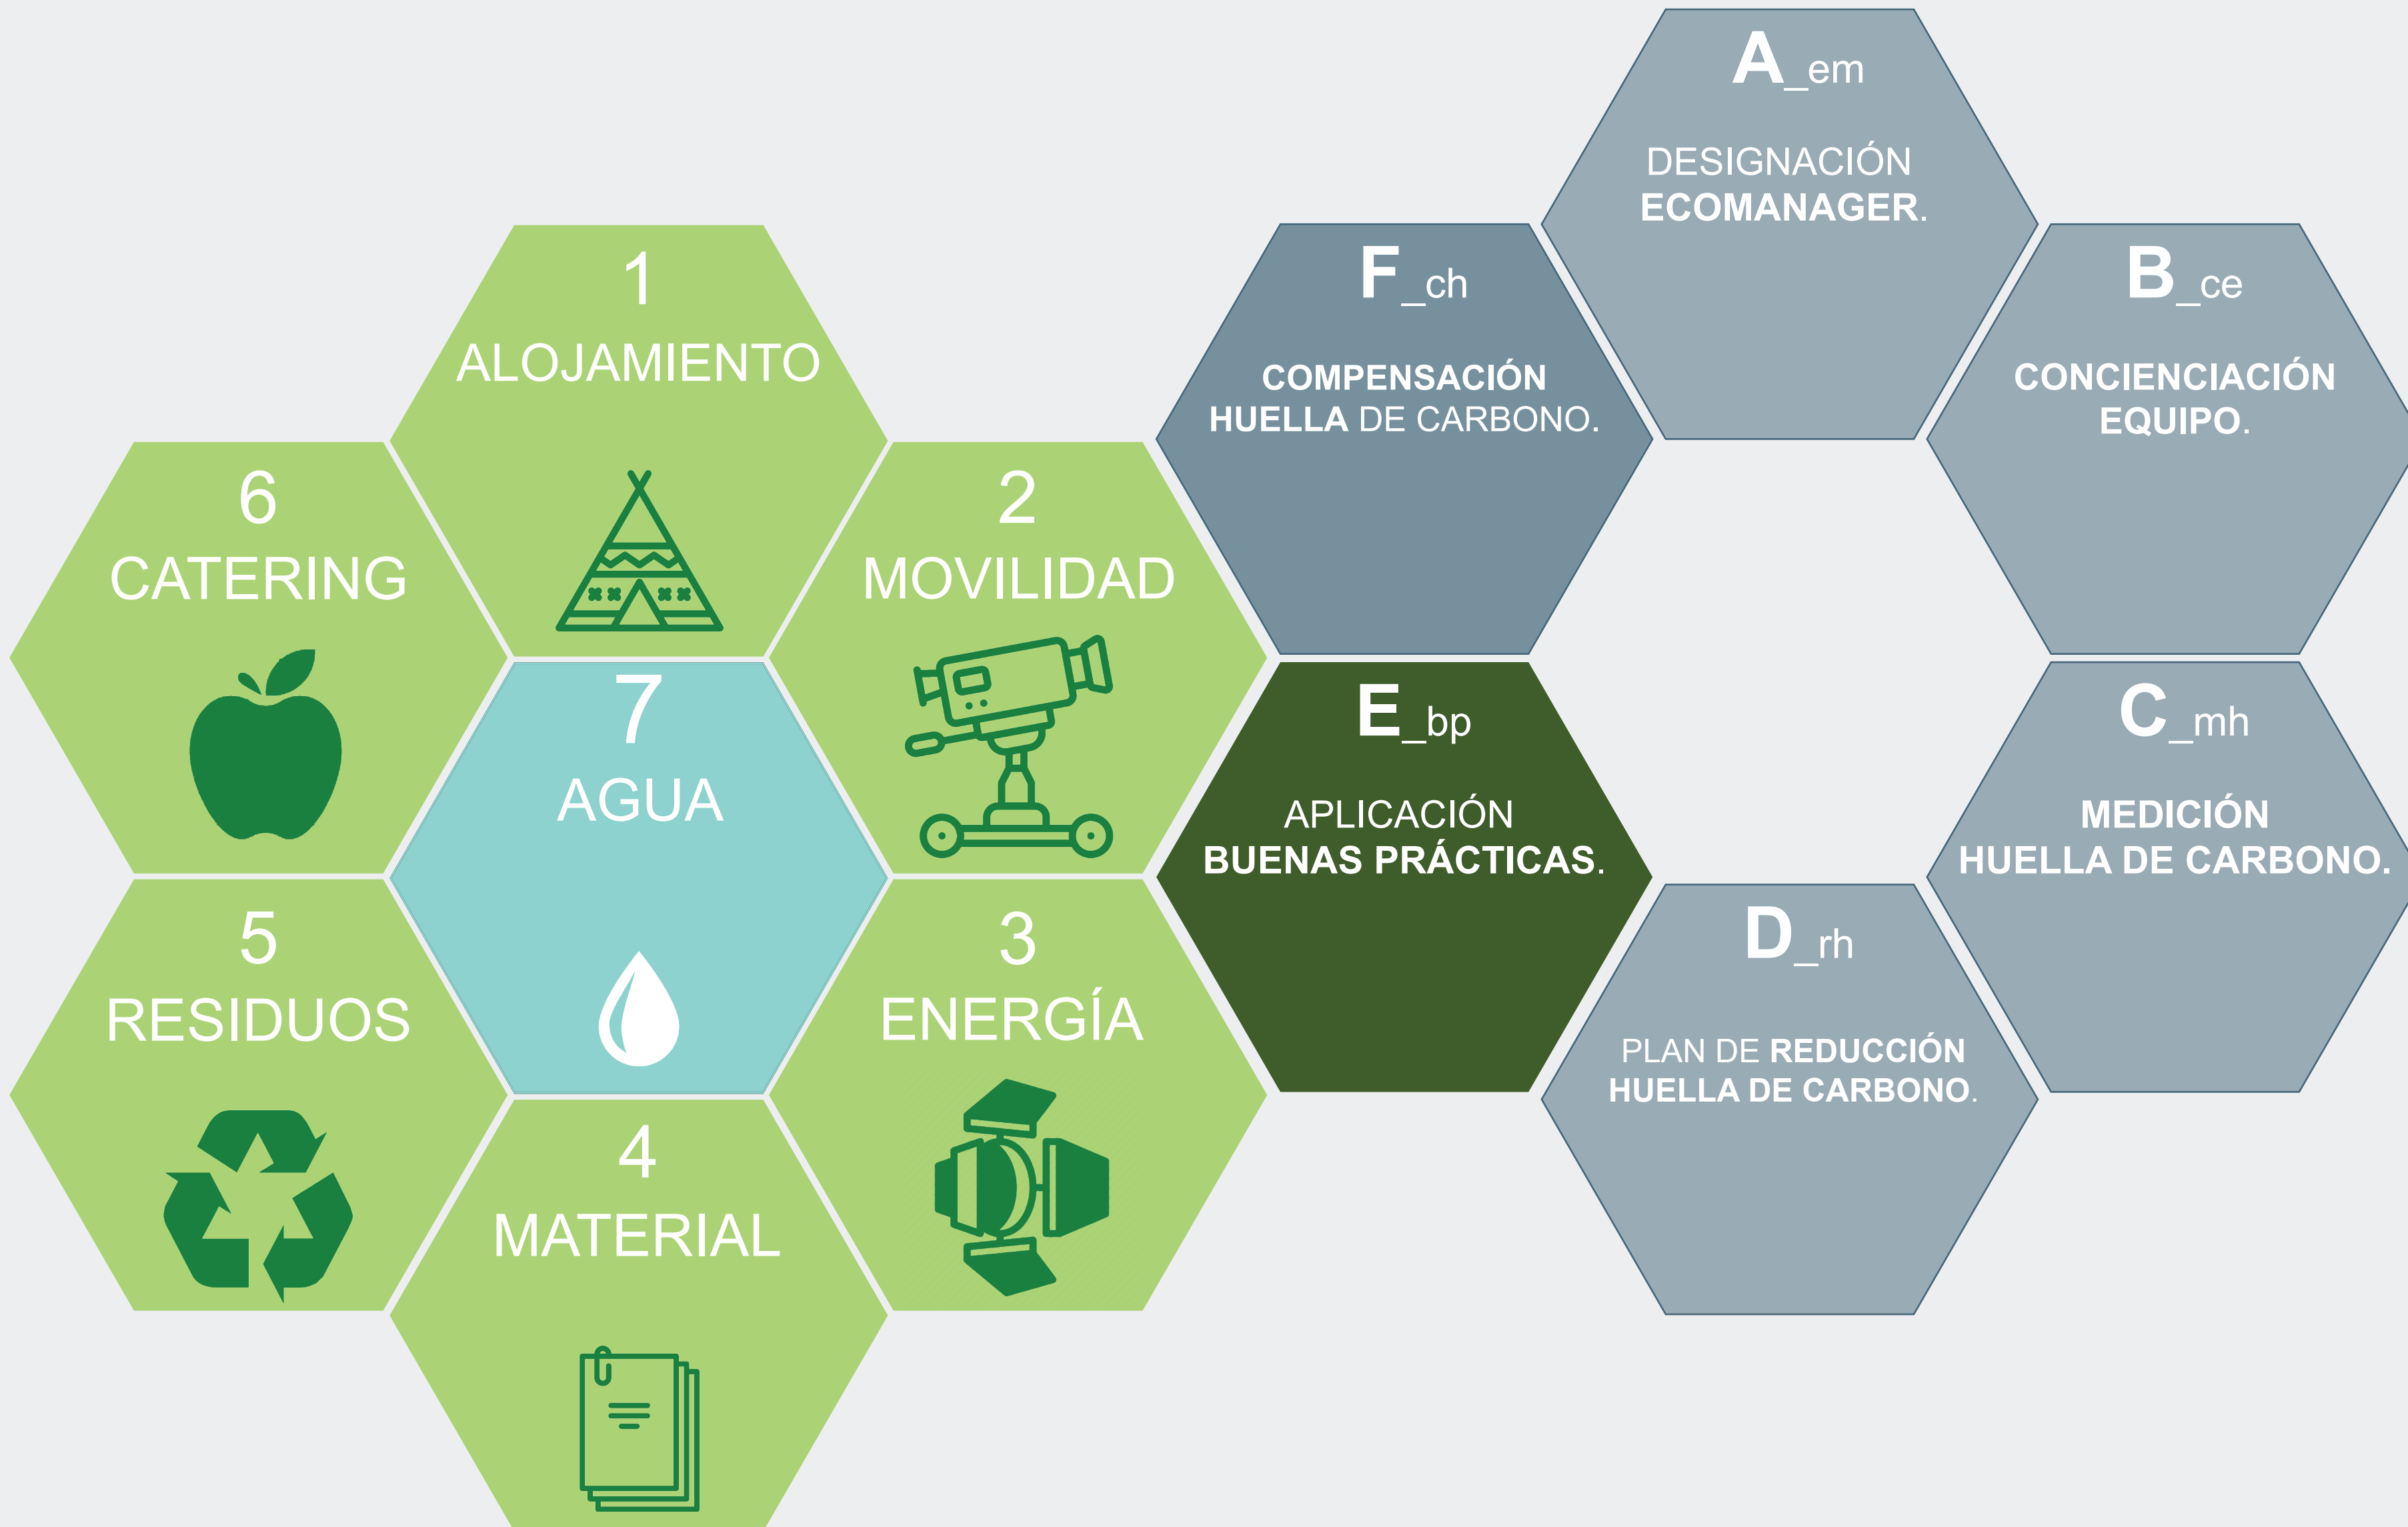 1
ALOJAMIENTO
2
MOVILIDAD
3
ENERGÍA
4
MATERIAL
5
RESIDUOS
6
CATERING
7
AGUA
A_em
DESIGNACIÓN
ECOMANAGER.
B_ce
CONCIENCIACIÓN
EQUIPO.
C_mh
MEDICIÓN
HUELLA DE CARBONO.
D_rh
PLAN DE REDUCCIÓN
HUELLA DE CARBONO.
E_bp
APLICACIÓN
BUENAS PRÁCTICAS.
F_ch
COMPENSACIÓN
HUELLA DE CARBONO.